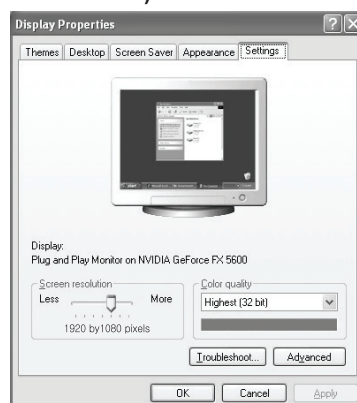 Display Properties
Themes Desktop Screen Saver Appearance Settings
Display:
Plug and Play Monitor on NVIDIA GeForce FX 5600
Screen resolution
Less More
1920 by1080 pixels
Color quality
Highest (32 bit)
Troubleshoot... Advanced
OK Cancel Apply